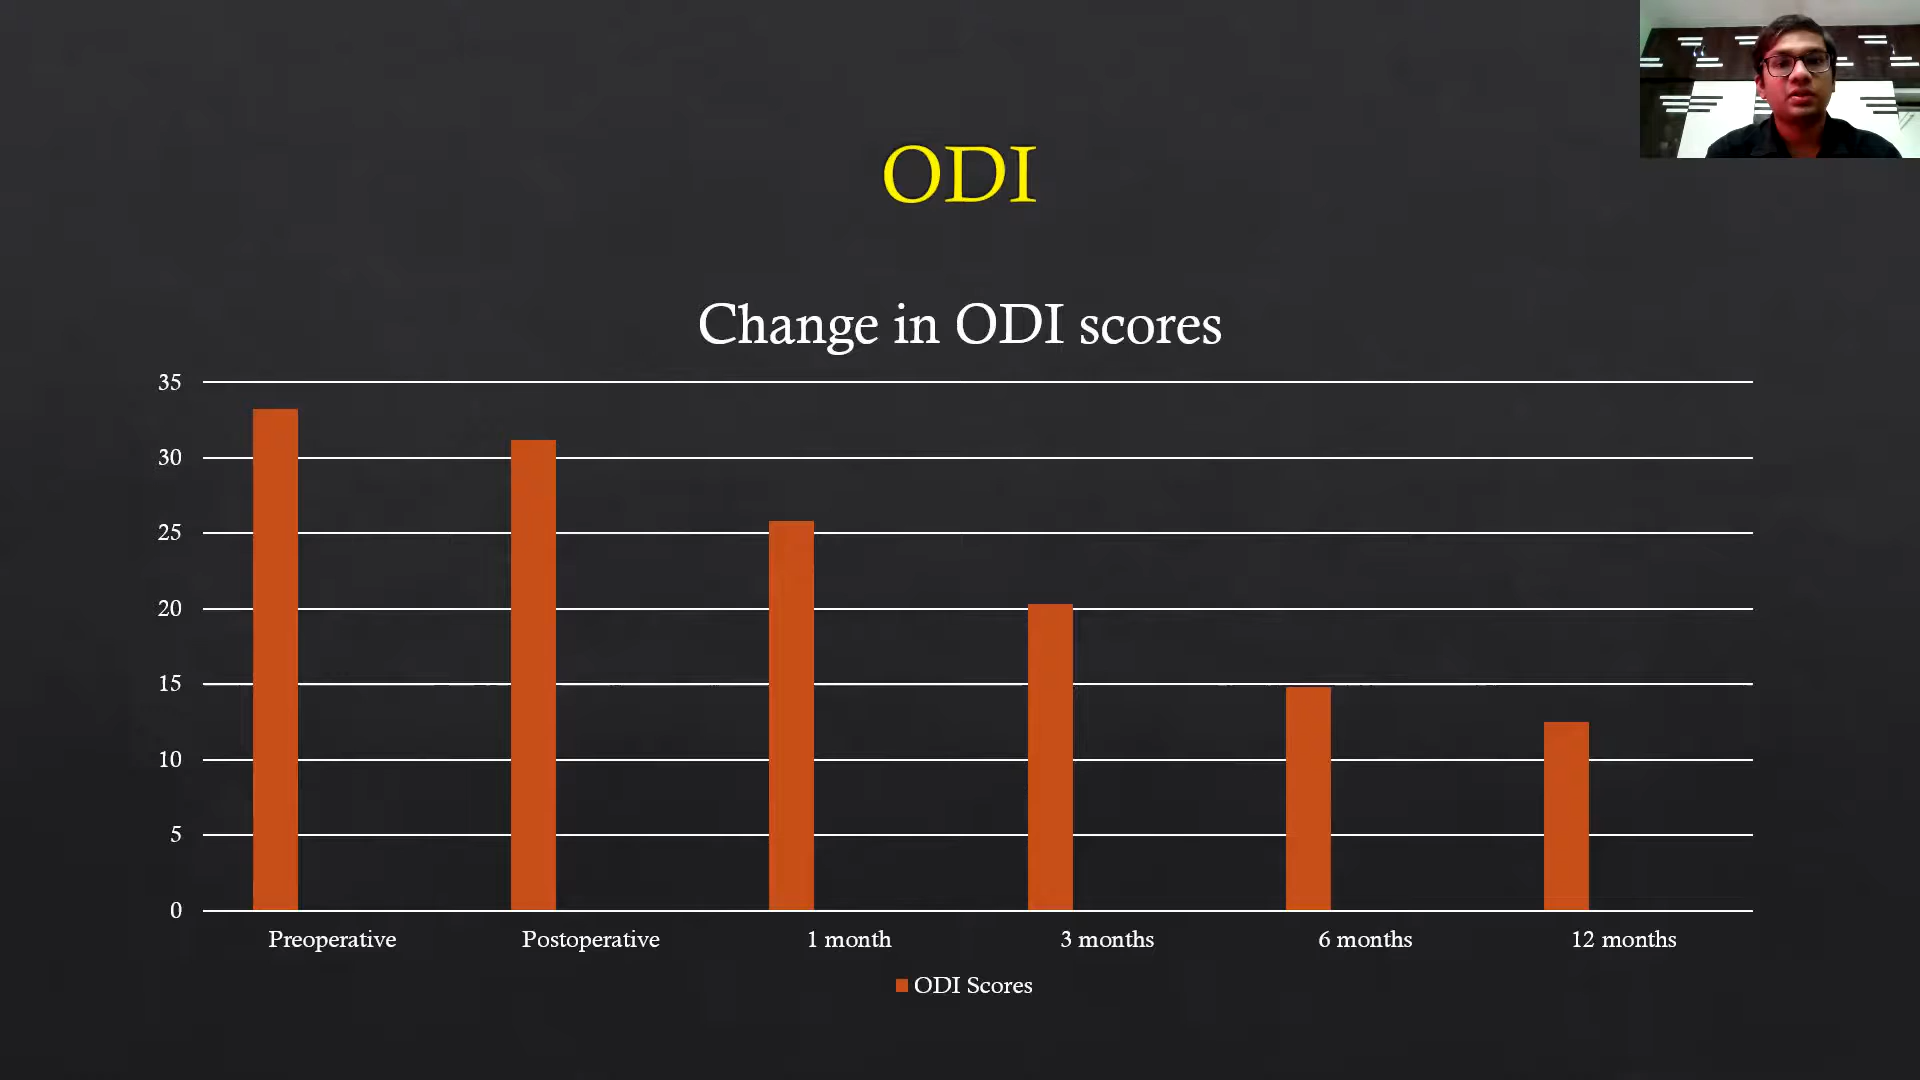 ODI
Change in ODI scores
35
30
25
20
15
10
5
0
Preoperative Postoperative 1 month 3 months 6 months 12 months
ODI Scores